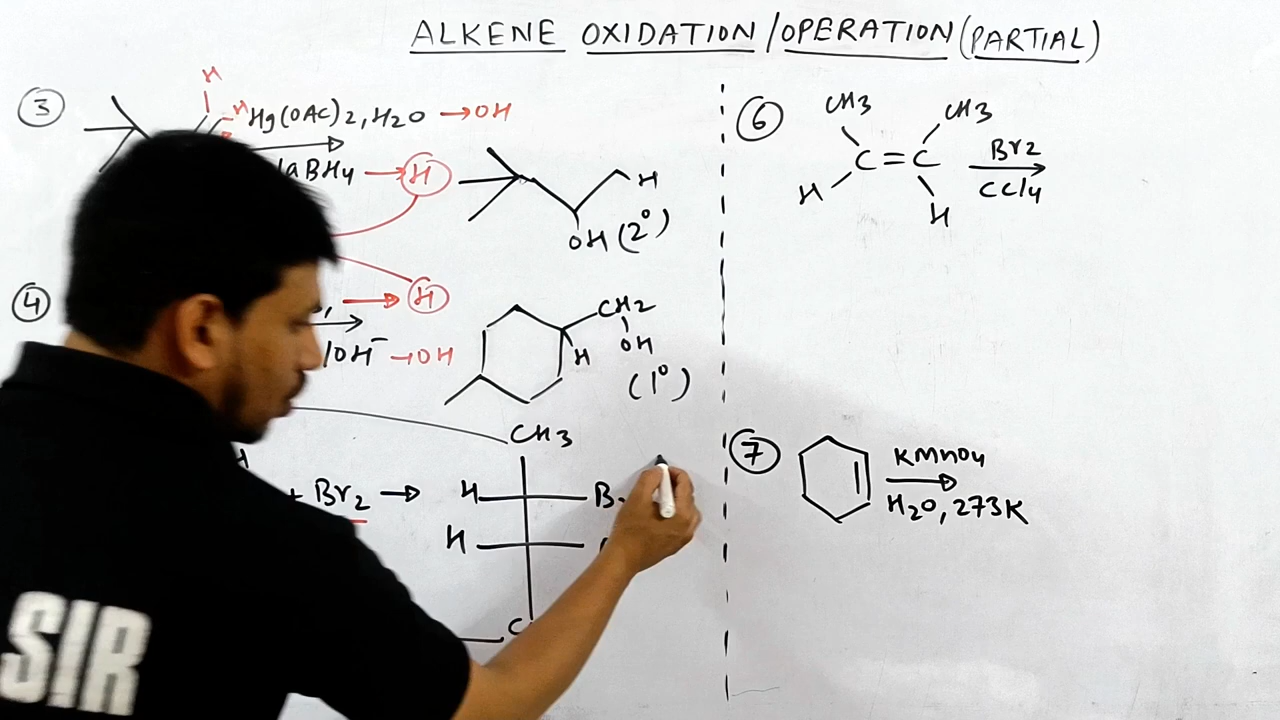 ALKENE OXIDATION/OPERATION (PARTIAL)
3
H
H
Hg(OAc)2, H2O → OH
BH4 → H
H
OH (2°)
4
→ H
/OH⁻ → OH
CH2
OH
H
(1°)
+ Br2 →
CH3
H
H
C
6
CH3
CH3
C=C
H
H
Br2
CCl4
7
KMnO4
H2O, 273K
SIR